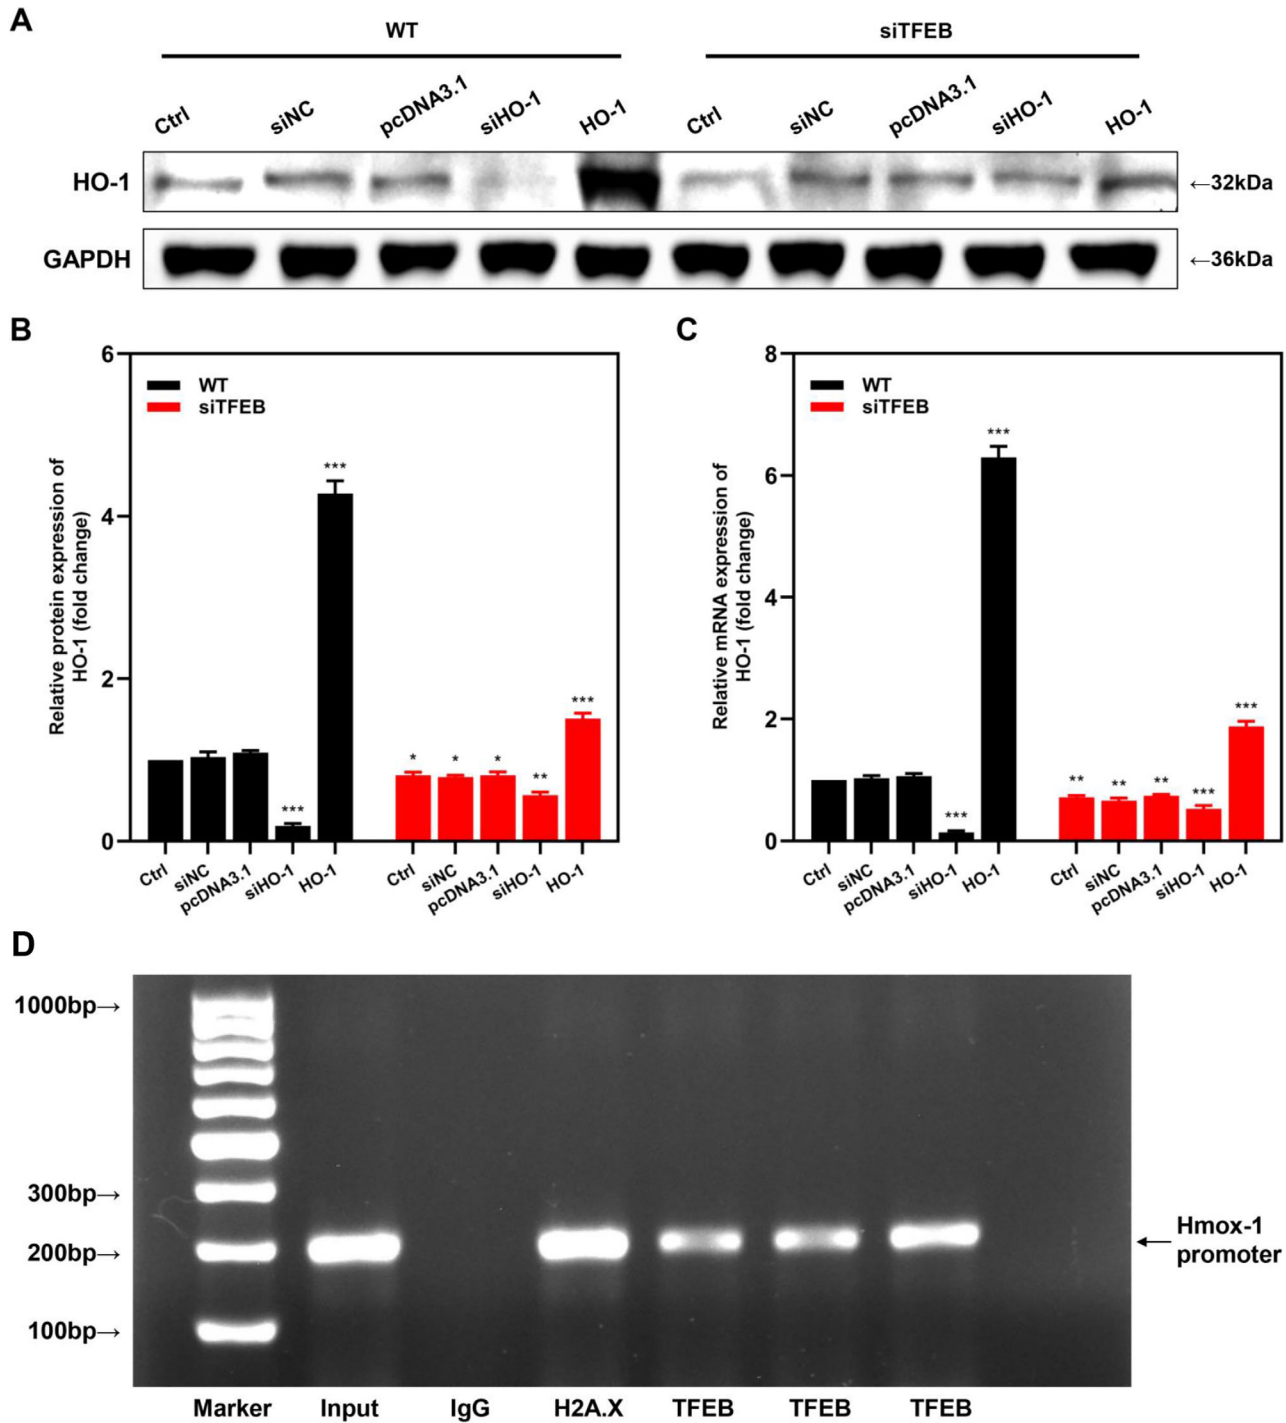 A
WT
siTFEB
Ctrl
siNC
pcDNA3.1
siHO-1
HO-1
Ctrl
siNC
pcDNA3.1
siHO-1
HO-1
HO-1
←32kDa
GAPDH
←36kDa
B
Relative protein expression of
HO-1 (fold change)
6
4
2
0
WT
siTFEB
***
***
*
*
*
**
***
Ctrl
siNC
pcDNA3.1
siHO-1
HO-1
Ctrl
siNC
pcDNA3.1
siHO-1
HO-1
C
Relative mRNA expression of
HO-1 (fold change)
8
6
4
2
0
WT
siTFEB
***
***
**
**
**
***
***
Ctrl
siNC
pcDNA3.1
siHO-1
HO-1
Ctrl
siNC
pcDNA3.1
siHO-1
HO-1
D
1000bp→
300bp→
200bp→
100bp→
← Hmox-1
promoter
Marker
Input
IgG
H2A.X
TFEB
TFEB
TFEB